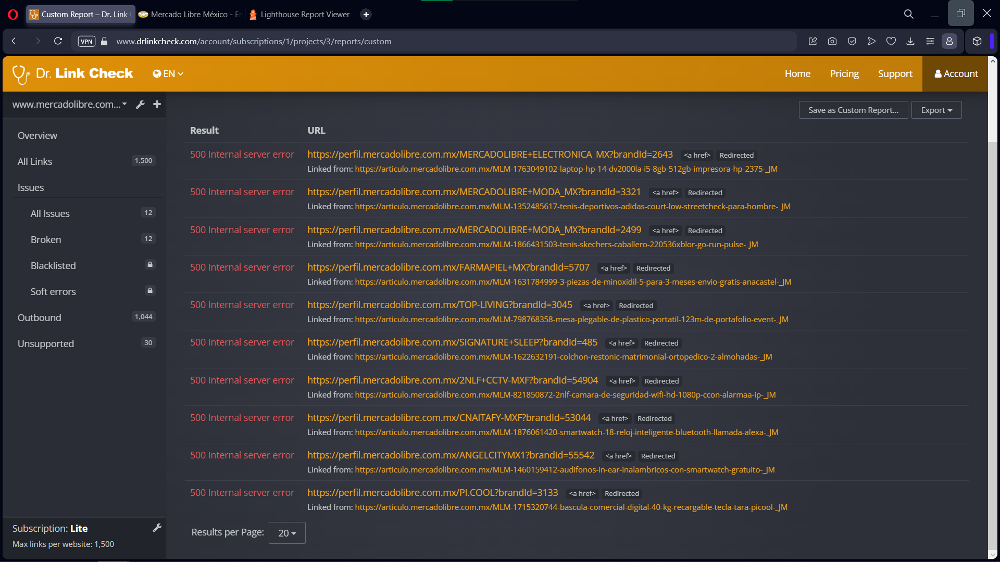 Custom Report – Dr. Link
Mercado Libre México - En
Lighthouse Report Viewer
VPN
www.drlinkcheck.com/account/subscriptions/1/projects/3/reports/custom
Dr. Link Check
EN
Home
Pricing
Support
Account
www.mercadolibre.com...
Save as Custom Report...
Export
Overview
All Links 1,500
Issues
All Issues 12
Broken 12
Blacklisted
Soft errors
Outbound 1,044
Unsupported 30
Result URL
500 Internal server error https://perfil.mercadolibre.com.mx/MERCADOLIBRE+ELECTRONICA_MX?brandId=2643 <a href> Redirected
Linked from: https://articulo.mercadolibre.com.mx/MLM-1763049102-laptop-hp-14-dv2000la-i5-8gb-512gb-impresora-hp-2375-_JM
500 Internal server error https://perfil.mercadolibre.com.mx/MERCADOLIBRE+MODA_MX?brandId=3321 <a href> Redirected
Linked from: https://articulo.mercadolibre.com.mx/MLM-1352485617-tenis-deportivos-adidas-court-low-streetcheck-para-hombre-_JM
500 Internal server error https://perfil.mercadolibre.com.mx/MERCADOLIBRE+MODA_MX?brandId=2499 <a href> Redirected
Linked from: https://articulo.mercadolibre.com.mx/MLM-1866431503-tenis-skechers-caballero-220536xblor-go-run-pulse-_JM
500 Internal server error https://perfil.mercadolibre.com.mx/FARMAPIEL+MX?brandId=5707 <a href> Redirected
Linked from: https://articulo.mercadolibre.com.mx/MLM-1631784999-3-piezas-de-minoxidil-5-para-3-meses-envio-gratis-anacastel-_JM
500 Internal server error https://perfil.mercadolibre.com.mx/TOP-LIVING?brandId=3045 <a href> Redirected
Linked from: https://articulo.mercadolibre.com.mx/MLM-798768358-mesa-plegable-de-plastico-portatil-123m-de-portafolio-event-_JM
500 Internal server error https://perfil.mercadolibre.com.mx/SIGNATURE+SLEEP?brandId=485 <a href> Redirected
Linked from: https://articulo.mercadolibre.com.mx/MLM-1622632191-colchon-restonic-matrimonial-ortopedico-2-almohadas-_JM
500 Internal server error https://perfil.mercadolibre.com.mx/2NLF+CCTV-MXF?brandId=54904 <a href> Redirected
Linked from: https://articulo.mercadolibre.com.mx/MLM-821850872-2nlf-camara-de-seguridad-wifi-hd-1080p-ccon-alarmaa-ip-_JM
500 Internal server error https://perfil.mercadolibre.com.mx/CNAITAFY-MXF?brandId=53044 <a href> Redirected
Linked from: https://articulo.mercadolibre.com.mx/MLM-1876061420-smartwatch-18-reloj-inteligente-bluetooth-llamada-alexa-_JM
500 Internal server error https://perfil.mercadolibre.com.mx/ANGELCITYMX1?brandId=55542 <a href> Redirected
Linked from: https://articulo.mercadolibre.com.mx/MLM-1460159412-audifonos-in-ear-inalambricos-con-smartwatch-gratuito-_JM
500 Internal server error https://perfil.mercadolibre.com.mx/PI.COOL?brandId=3133 <a href> Redirected
Linked from: https://articulo.mercadolibre.com.mx/MLM-1715320744-bascula-comercial-digital-40-kg-recargable-tecla-tara-picool-_JM
Results per Page: 20
Subscription: Lite
Max links per website: 1,500